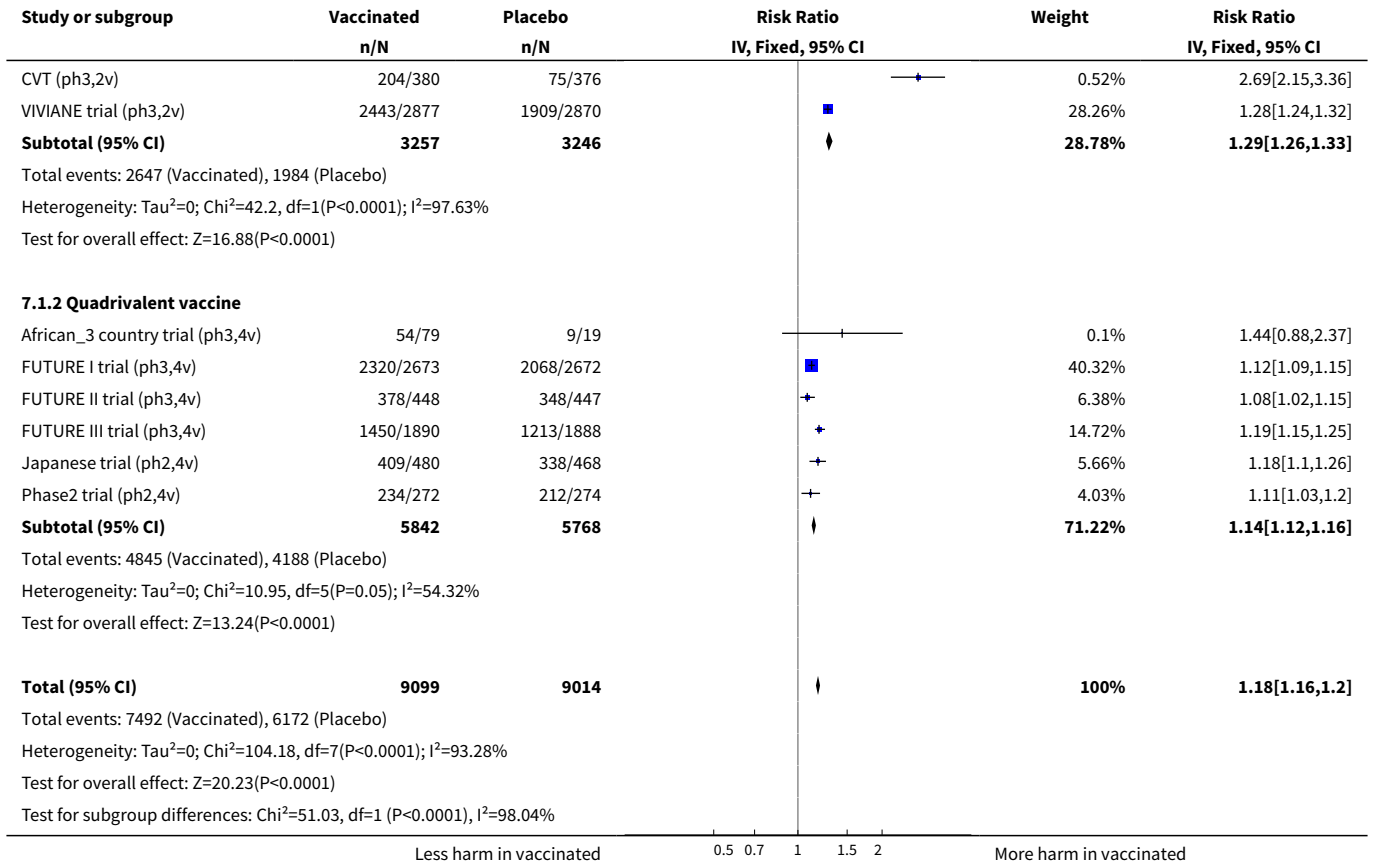 Study or subgroup Vaccinated Placebo Risk Ratio Weight Risk Ratio
n/N n/N IV, Fixed, 95% CI IV, Fixed, 95% CI
CVT (ph3,2v) 204/380 75/376 0.52% 2.69[2.15,3.36]
VIVIANE trial (ph3,2v) 2443/2877 1909/2870 28.26% 1.28[1.24,1.32]
Subtotal (95% CI) 3257 3246 28.78% 1.29[1.26,1.33]
Total events: 2647 (Vaccinated), 1984 (Placebo)
Heterogeneity: Tau²=0; Chi²=42.2, df=1(P<0.0001); I²=97.63%
Test for overall effect: Z=16.88(P<0.0001)
7.1.2 Quadrivalent vaccine
African_3 country trial (ph3,4v) 54/79 9/19 0.1% 1.44[0.88,2.37]
FUTURE I trial (ph3,4v) 2320/2673 2068/2672 40.32% 1.12[1.09,1.15]
FUTURE II trial (ph3,4v) 378/448 348/447 6.38% 1.08[1.02,1.15]
FUTURE III trial (ph3,4v) 1450/1890 1213/1888 14.72% 1.19[1.15,1.25]
Japanese trial (ph2,4v) 409/480 338/468 5.66% 1.18[1.1,1.26]
Phase2 trial (ph2,4v) 234/272 212/274 4.03% 1.11[1.03,1.2]
Subtotal (95% CI) 5842 5768 71.22% 1.14[1.12,1.16]
Total events: 4845 (Vaccinated), 4188 (Placebo)
Heterogeneity: Tau²=0; Chi²=10.95, df=5(P=0.05); I²=54.32%
Test for overall effect: Z=13.24(P<0.0001)
Total (95% CI) 9099 9014 100% 1.18[1.16,1.2]
Total events: 7492 (Vaccinated), 6172 (Placebo)
Heterogeneity: Tau²=0; Chi²=104.18, df=7(P<0.0001); I²=93.28%
Test for overall effect: Z=20.23(P<0.0001)
Test for subgroup differences: Chi²=51.03, df=1 (P<0.0001), I²=98.04%
Less harm in vaccinated 0.5 0.7 1 1.5 2 More harm in vaccinated